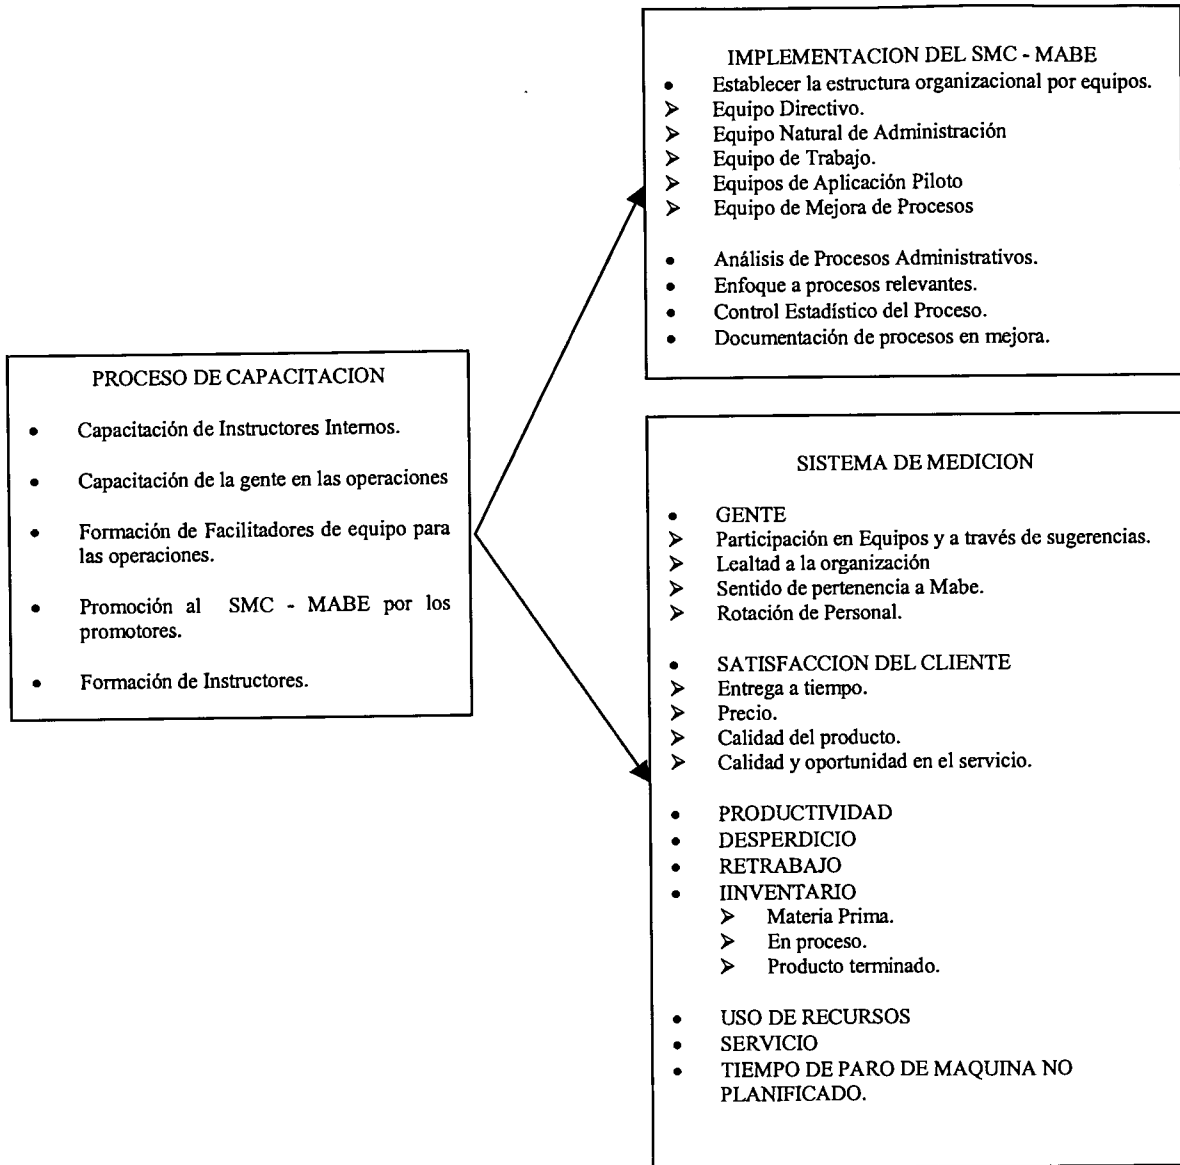 IMPLEMENTACION DEL SMC - MABE
• Establecer la estructura organizacional por equipos.
➢ Equipo Directivo.
➢ Equipo Natural de Administración
➢ Equipo de Trabajo.
➢ Equipos de Aplicación Piloto
➢ Equipo de Mejora de Procesos
• Análisis de Procesos Administrativos.
• Enfoque a procesos relevantes.
• Control Estadístico del Proceso.
• Documentación de procesos en mejora.
PROCESO DE CAPACITACION
• Capacitación de Instructores Internos.
• Capacitación de la gente en las operaciones
• Formación de Facilitadores de equipo para
las operaciones.
• Promoción al SMC - MABE por los
promotores.
• Formación de Instructores.
SISTEMA DE MEDICION
• GENTE
➢ Participación en Equipos y a través de sugerencias.
➢ Lealtad a la organización
➢ Sentido de pertenencia a Mabe.
➢ Rotación de Personal.
• SATISFACCION DEL CLIENTE
➢ Entrega a tiempo.
➢ Precio.
➢ Calidad del producto.
➢ Calidad y oportunidad en el servicio.
• PRODUCTIVIDAD
• DESPERDICIO
• RETRABAJO
• IINVENTARIO
➢ Materia Prima.
➢ En proceso.
➢ Producto terminado.
• USO DE RECURSOS
• SERVICIO
• TIEMPO DE PARO DE MAQUINA NO
PLANIFICADO.